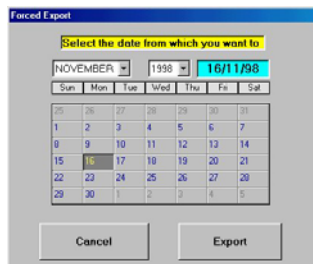 Forced Export
Select the date from which you want to
NOVEMBER 1998 16/11/98
Sun Mon Tue Wed Thu Fri Sat
25 26 27 28 29 30 31
1 2 3 4 5 6 7
8 9 10 11 12 13 14
15 16 17 18 19 20 21
22 23 24 25 26 27 28
29 30 1 2 3 4 5
Cancel Export